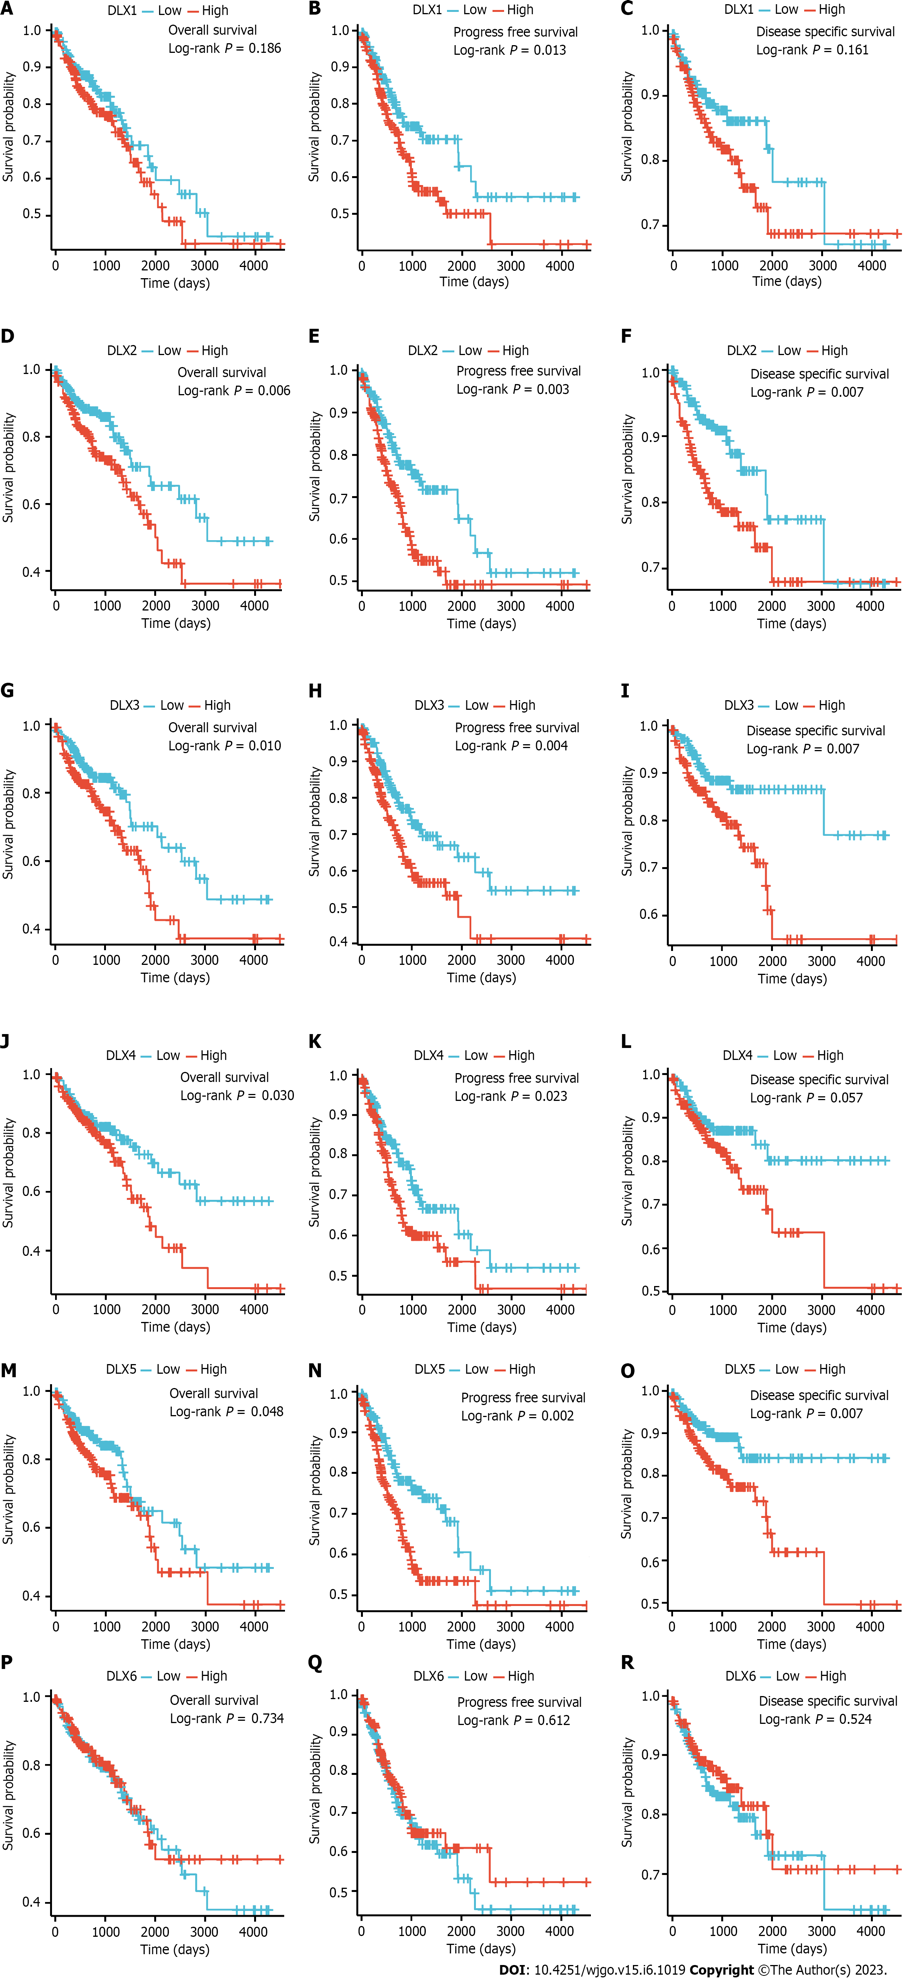 A DLX1 Low High
Overall survival
Log-rank P = 0.186
Survival probability
1.0
0.9
0.8
0.7
0.6
0.5
0 1000 2000 3000 4000
Time (days)
B DLX1 Low High
Progress free survival
Log-rank P = 0.013
Survival probability
1.0
0.9
0.8
0.7
0.6
0.5
0 1000 2000 3000 4000
Time (days)
C DLX1 Low High
Disease specific survival
Log-rank P = 0.161
Survival probability
1.0
0.9
0.8
0.7
0 1000 2000 3000 4000
Time (days)
D DLX2 Low High
Overall survival
Log-rank P = 0.006
Survival probability
1.0
0.8
0.6
0.4
0 1000 2000 3000 4000
Time (days)
E DLX2 Low High
Progress free survival
Log-rank P = 0.003
Survival probability
1.0
0.9
0.8
0.7
0.6
0.5
0 1000 2000 3000 4000
Time (days)
F DLX2 Low High
Disease specific survival
Log-rank P = 0.007
Survival probability
1.0
0.9
0.8
0.7
0 1000 2000 3000 4000
Time (days)
G DLX3 Low High
Overall survival
Log-rank P = 0.010
Survival probability
1.0
0.8
0.6
0.4
0 1000 2000 3000 4000
Time (days)
H DLX3 Low High
Progress free survival
Log-rank P = 0.004
Survival probability
1.0
0.9
0.8
0.7
0.6
0.5
0.4
0 1000 2000 3000 4000
Time (days)
I DLX3 Low High
Disease specific survival
Log-rank P = 0.007
Survival probability
1.0
0.9
0.8
0.7
0.6
0 1000 2000 3000 4000
Time (days)
J DLX4 Low High
Overall survival
Log-rank P = 0.030
Survival probability
1.0
0.8
0.6
0.4
0 1000 2000 3000 4000
Time (days)
K DLX4 Low High
Progress free survival
Log-rank P = 0.023
Survival probability
1.0
0.9
0.8
0.7
0.6
0.5
0 1000 2000 3000 4000
Time (days)
L DLX4 Low High
Disease specific survival
Log-rank P = 0.057
Survival probability
1.0
0.9
0.8
0.7
0.6
0.5
0 1000 2000 3000 4000
Time (days)
M DLX5 Low High
Overall survival
Log-rank P = 0.048
Survival probability
1.0
0.8
0.6
0.4
0 1000 2000 3000 4000
Time (days)
N DLX5 Low High
Progress free survival
Log-rank P = 0.002
Survival probability
1.0
0.9
0.8
0.7
0.6
0.5
0 1000 2000 3000 4000
Time (days)
O DLX5 Low High
Disease specific survival
Log-rank P = 0.007
Survival probability
1.0
0.9
0.8
0.7
0.6
0.5
0 1000 2000 3000 4000
Time (days)
P DLX6 Low High
Overall survival
Log-rank P = 0.734
Survival probability
1.0
0.8
0.6
0.4
0 1000 2000 3000 4000
Time (days)
Q DLX6 Low High
Progress free survival
Log-rank P = 0.612
Survival probability
1.0
0.9
0.8
0.7
0.6
0.5
0 1000 2000 3000 4000
Time (days)
R DLX6 Low High
Disease specific survival
Log-rank P = 0.524
Survival probability
1.0
0.9
0.8
0.7
0 1000 2000 3000 4000
Time (days)
DOI: 10.4251/wjgo.v15.i6.1019 Copyright ©The Author(s) 2023.